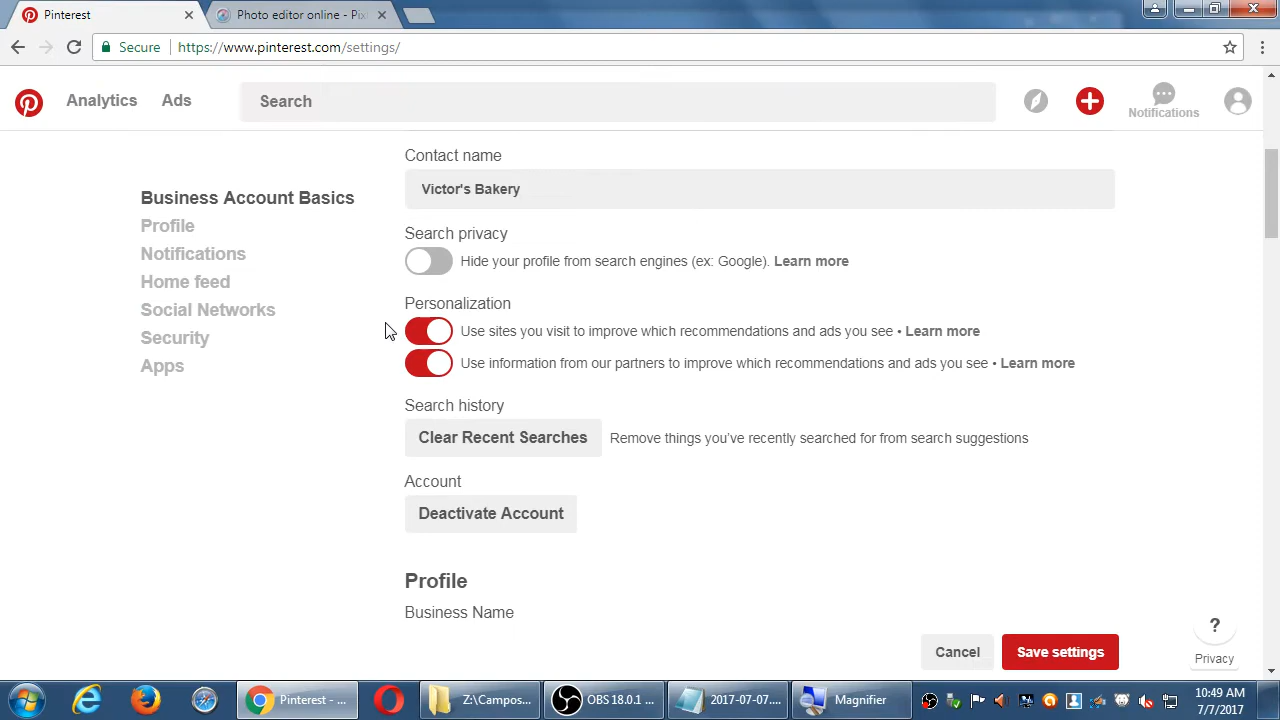 Pinterest
Photo editor online - Pix
Secure
https://www.pinterest.com/settings/
Analytics
Ads
Search
Notifications
Contact name
Victor's Bakery
Business Account Basics
Profile
Notifications
Home feed
Social Networks
Security
Apps
Search privacy
Hide your profile from search engines (ex: Google). Learn more
Personalization
Use sites you visit to improve which recommendations and ads you see • Learn more
Use information from our partners to improve which recommendations and ads you see • Learn more
Search history
Clear Recent Searches
Remove things you've recently searched for from search suggestions
Account
Deactivate Account
Profile
Business Name
Cancel
Save settings
?
Privacy
Pinterest - ...
Z:\Campos...
OBS 18.0.1 ...
2017-07-07....
Magnifier
10:49 AM
7/7/2017